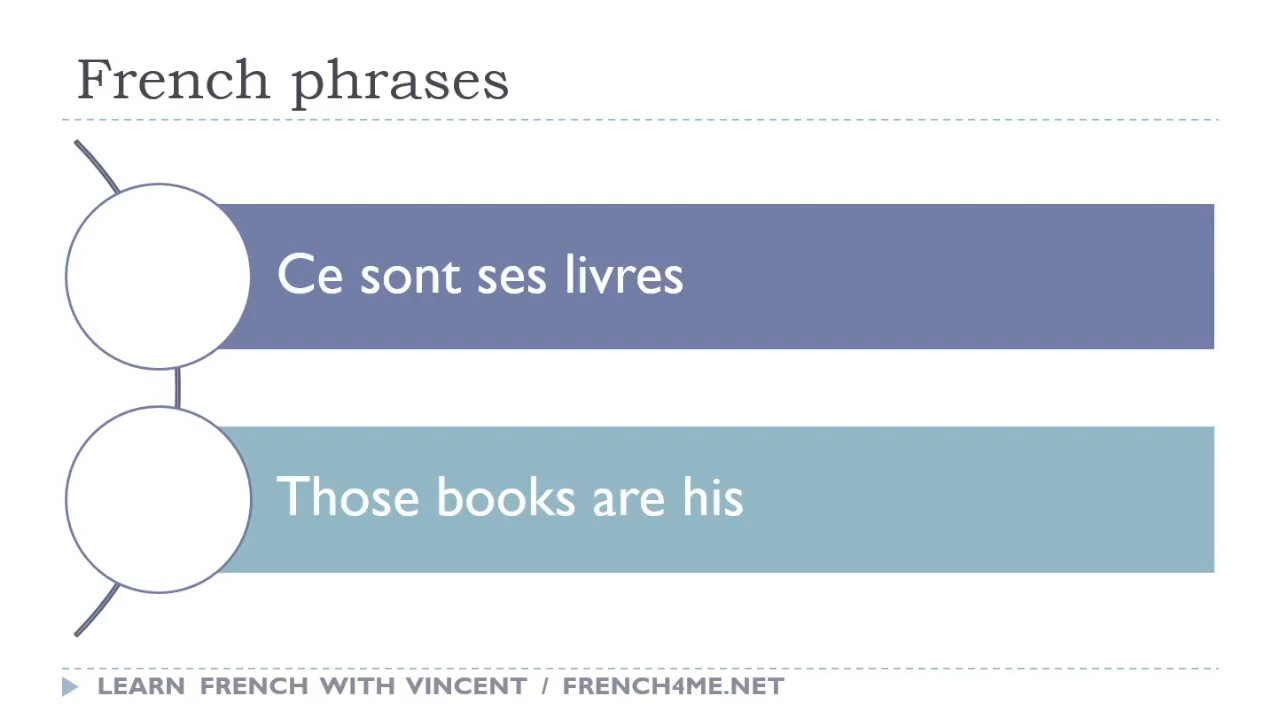 French phrases
Ce sont ses livres
Those books are his
LEARN FRENCH WITH VINCENT / FRENCH4ME.NET